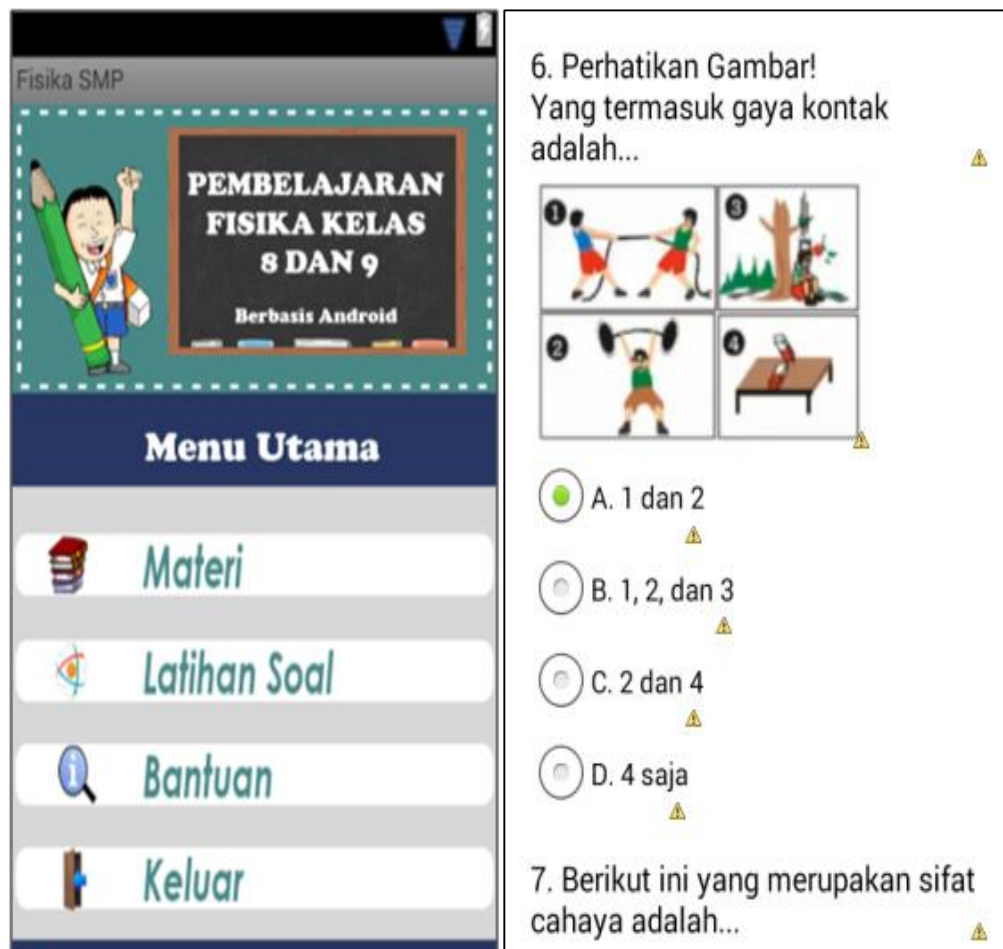 Fisika SMP
PEMBELAJARAN
FISIKA KELAS
8 DAN 9
Berbasis Android
Menu Utama
Materi
Latihan Soal
Bantuan
Keluar
6. Perhatikan Gambar!
Yang termasuk gaya kontak
adalah...
1
3
2
4
A. 1 dan 2
B. 1, 2, dan 3
C. 2 dan 4
D. 4 saja
7. Berikut ini yang merupakan sifat
cahaya adalah...